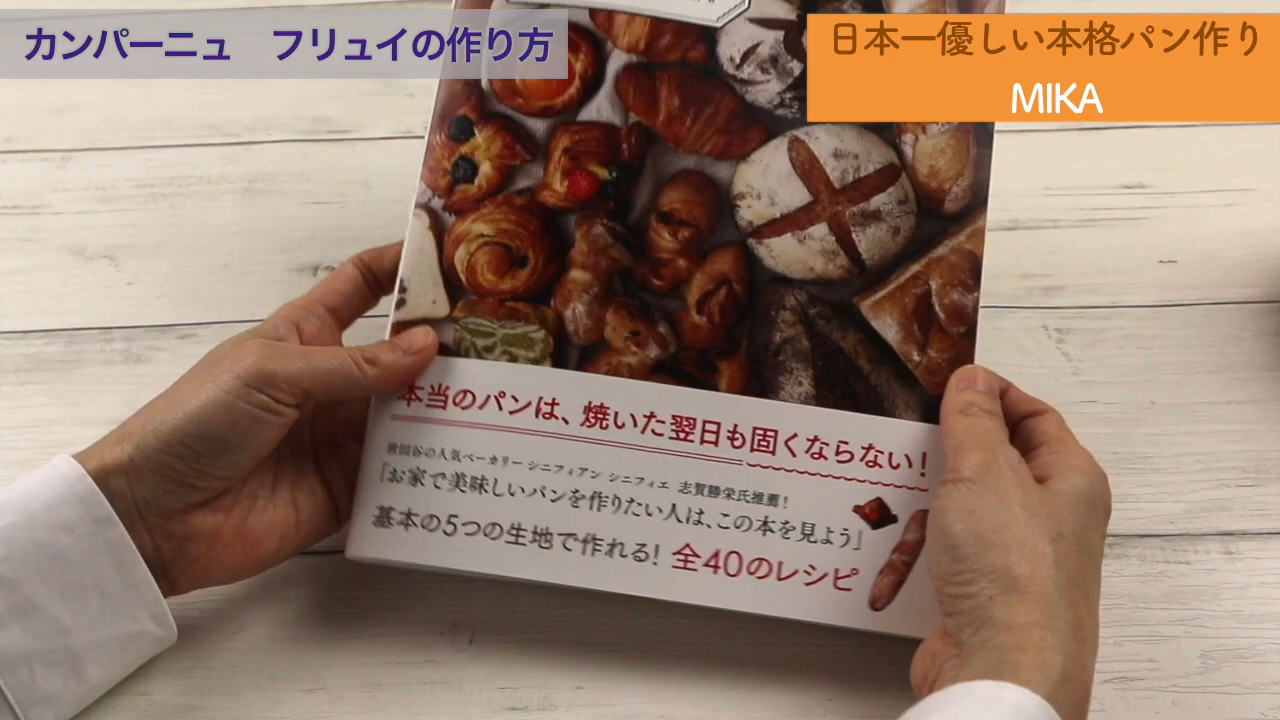 カンパーニュ　フリュイの作り方
日本一優しい本格パン作り
MIKA
本当のパンは、焼いた翌日も固くならない!
世田谷の人気ベーカリー シニフィアン シニフィエ 志賀勝栄氏推薦!
「お家で美味しいパンを作りたい人は、この本を見よう」
基本の5つの生地で作れる! 全40のレシピ